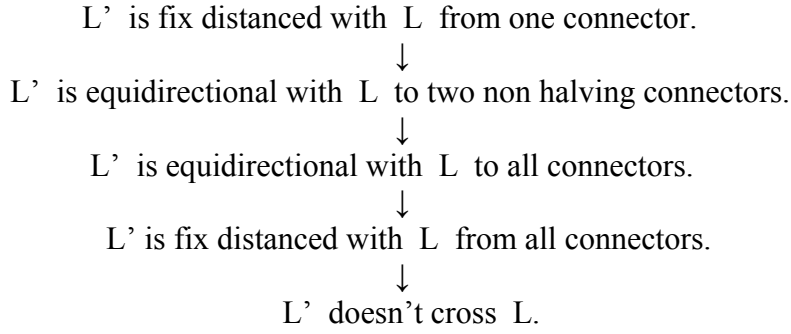 L’ is fix distanced with L from one connector.
↓
L’ is equidirectional with L to two non halving connectors.
↓
L’ is equidirectional with L to all connectors.
↓
L’ is fix distanced with L from all connectors.
↓
L’ doesn’t cross L.